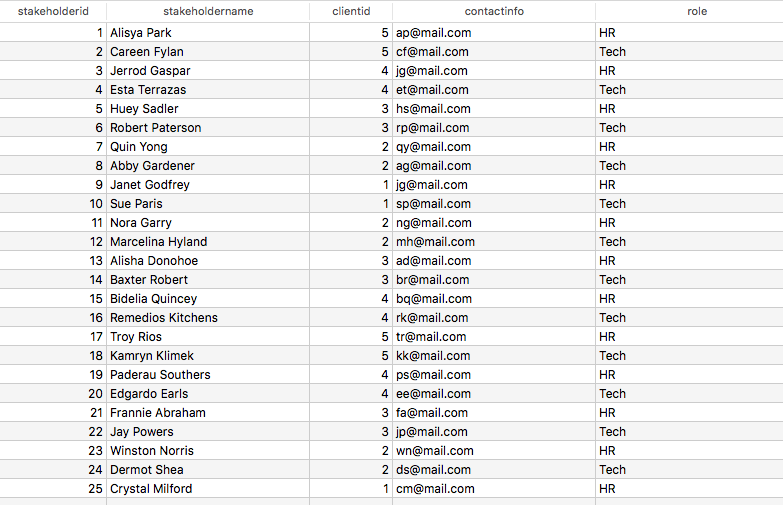 stakeholderid stakeholdername clientid contactinfo role
1 Alisya Park 5 ap@mail.com HR
2 Careen Fylan 5 cf@mail.com Tech
3 Jerrod Gaspar 4 jg@mail.com HR
4 Esta Terrazas 4 et@mail.com Tech
5 Huey Sadler 3 hs@mail.com HR
6 Robert Paterson 3 rp@mail.com Tech
7 Quin Yong 2 qy@mail.com HR
8 Abby Gardener 2 ag@mail.com Tech
9 Janet Godfrey 1 jg@mail.com HR
10 Sue Paris 1 sp@mail.com Tech
11 Nora Garry 2 ng@mail.com HR
12 Marcelina Hyland 2 mh@mail.com Tech
13 Alisha Donohoe 3 ad@mail.com HR
14 Baxter Robert 3 br@mail.com Tech
15 Bidelia Quincey 4 bq@mail.com HR
16 Remedios Kitchens 4 rk@mail.com Tech
17 Troy Rios 5 tr@mail.com HR
18 Kamryn Klimek 5 kk@mail.com Tech
19 Paderau Southers 4 ps@mail.com HR
20 Edgardo Earls 4 ee@mail.com Tech
21 Frannie Abraham 3 fa@mail.com HR
22 Jay Powers 3 jp@mail.com Tech
23 Winston Norris 2 wn@mail.com HR
24 Dermot Shea 2 ds@mail.com Tech
25 Crystal Milford 1 cm@mail.com HR